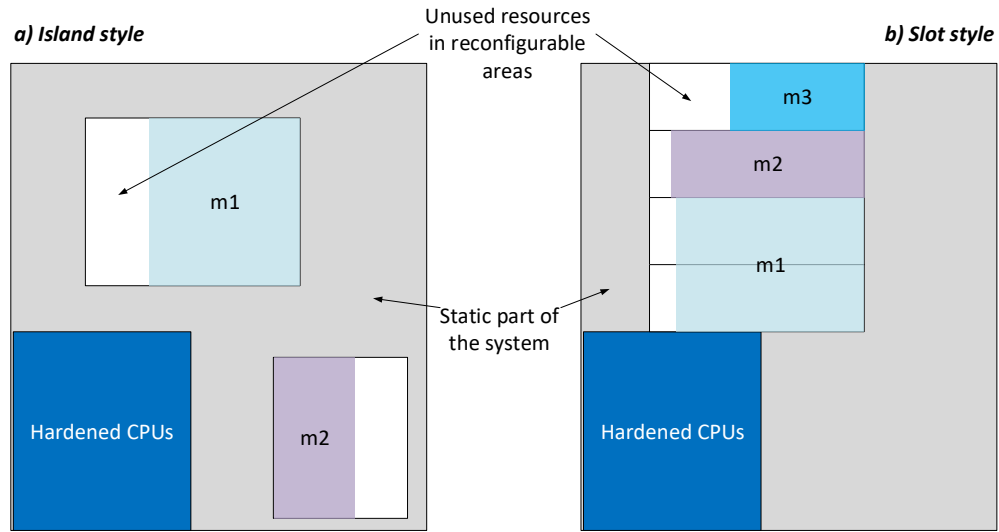 a) Island style
Unused resources
in reconfigurable
areas
b) Slot style
m3
m2
m1
m1
Static part of
the system
Hardened CPUs
m2
Hardened CPUs